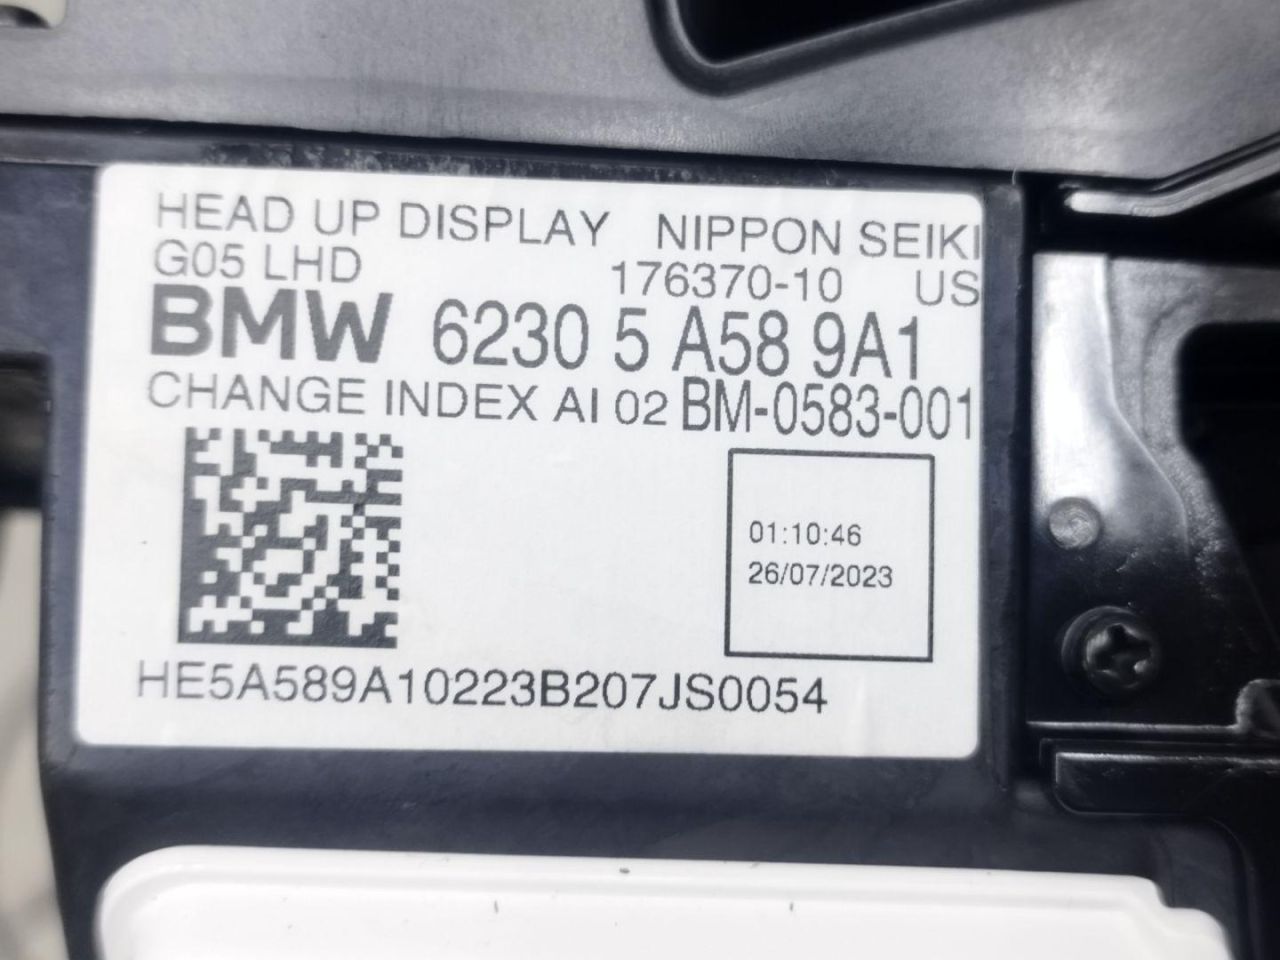 HEAD UP DISPLAY NIPPON SEIKI
G05 LHD 176370-10 US
BMW 6230 5 A58 9A1
CHANGE INDEX AI 02 BM-0583-001
01:10:46
26/07/2023
HE5A589A10223B207JS0054